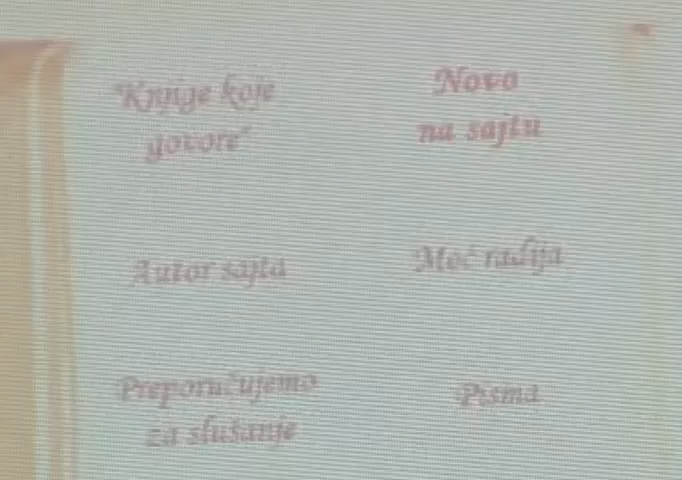 "Knjige koje
govore"
Novo
na sajtu
Autor sajta
Moć radija
Preporučujemo
za slušanje
Pisma